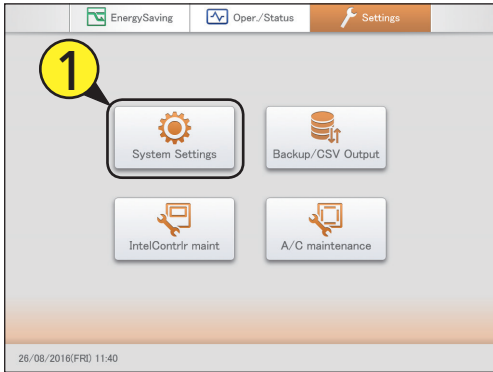 EnergySaving Oper./Status Settings
1
System Settings Backup/CSV Output
IntelContrlr maint A/C maintenance
26/08/2016(FRI) 11:40